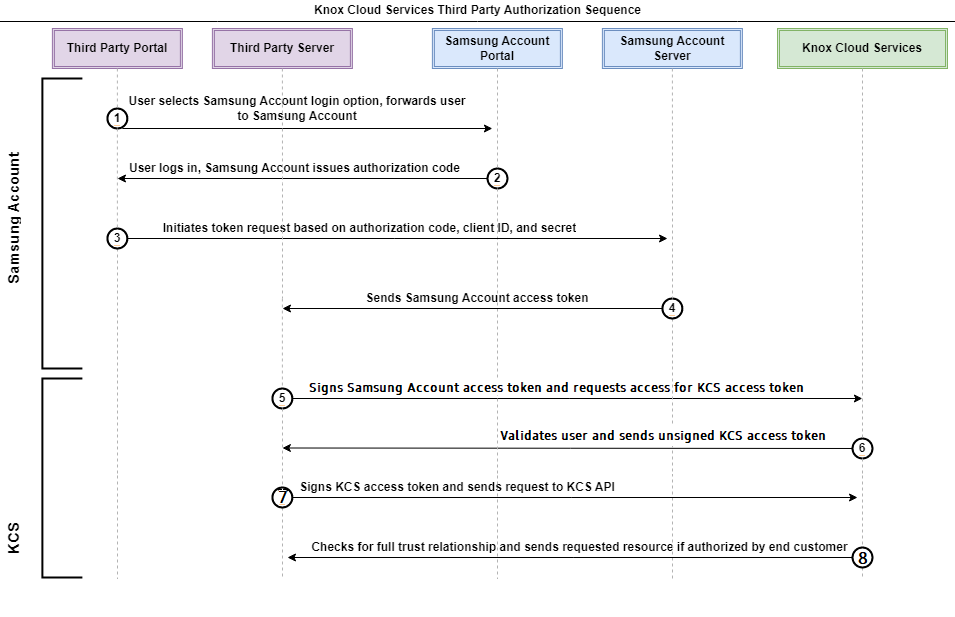 Knox Cloud Services Third Party Authorization Sequence
Third Party Portal
Third Party Server
Samsung Account
Portal
Samsung Account
Server
Knox Cloud Services
Samsung Account
User selects Samsung Account login option, forwards user
to Samsung Account
1
User logs in, Samsung Account issues authorization code
2
Initiates token request based on authorization code, client ID, and secret
3
Sends Samsung Account access token
4
KCS
Signs Samsung Account access token and requests access for KCS access token
5
Validates user and sends unsigned KCS access token
6
Signs KCS access token and sends request to KCS API
7
Checks for full trust relationship and sends requested resource if authorized by end customer
8